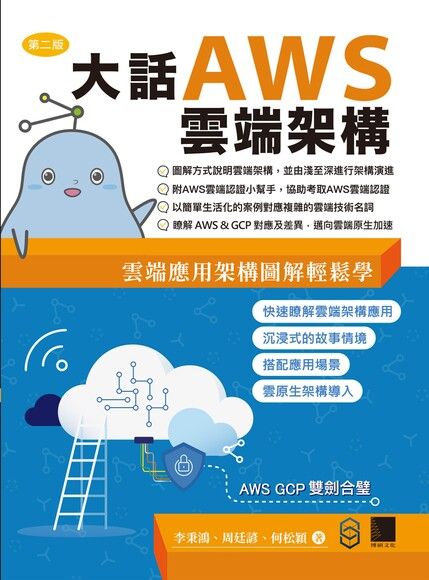 第二版
大話AWS
雲端架構
圖解方式說明雲端架構，並由淺至深進行架構演進
附AWS雲端認證小幫手，協助考取AWS雲端認證
以簡單生活化的案例對應複雜的雲端技術名詞
瞭解 AWS & GCP 對應及差異，邁向雲端原生加速
雲端應用架構圖解輕鬆學
快速瞭解雲端架構應用
沉浸式的故事情境
搭配應用場景
雲原生架構導入
AWS GCP 雙劍合璧
李秉鴻、周廷諺、何松穎 著
博碩文化